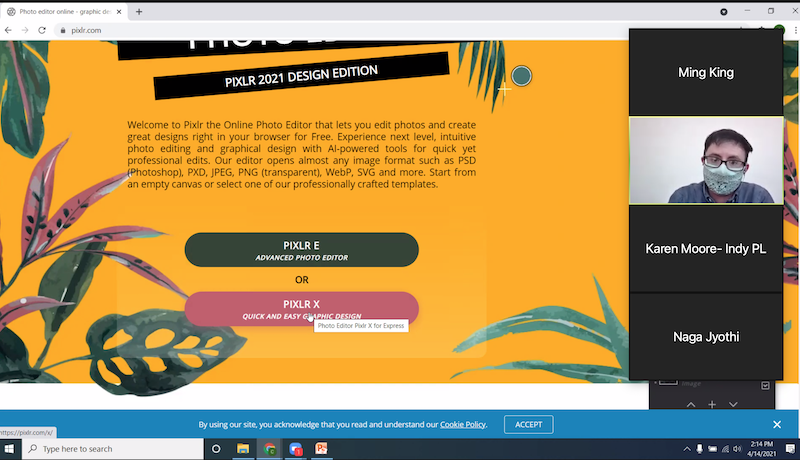 Photo editor online - graphic de
pixlr.com
PIXLR 2021 DESIGN EDITION
Welcome to Pixlr the Online Photo Editor that lets you edit photos and create
great designs right in your browser for Free. Experience next level, intuitive
photo editing and graphical design with AI-powered tools for quick yet
professional edits. Our editor opens almost any image format such as PSD
(Photoshop), PXD, JPEG, PNG (transparent), WebP, SVG and more. Start from
an empty canvas or select one of our professionally crafted templates.
PIXLR E
ADVANCED PHOTO EDITOR
OR
PIXLR X
QUICK AND EASY GRAPHIC DESIGN
Photo Editor Pixlr X for Express
Ming King
Karen Moore- Indy PL
Naga Jyothi
Image
By using our site, you acknowledge that you read and understand our Cookie Policy.
ACCEPT
https://pixlr.com/x/
Type here to search
2:14 PM
4/14/2021